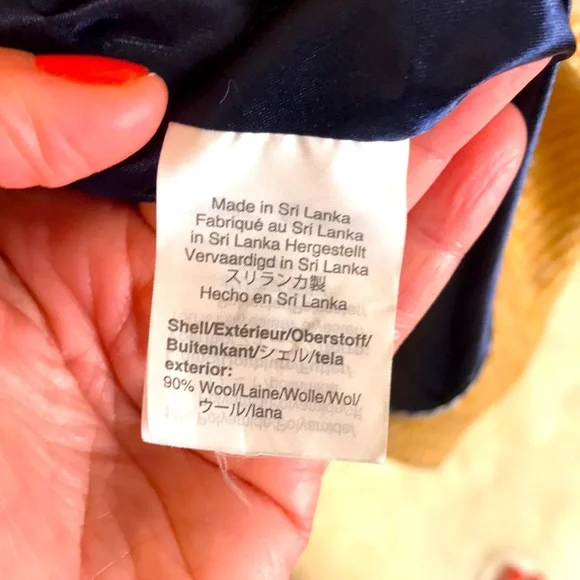 Made in Sri Lanka
Fabriqué au Sri Lanka
in Sri Lanka Hergestellt
Vervaardigd in Sri Lanka
スリランカ製
Hecho en Sri Lanka
Shell/Extérieur/Oberstoff/
Buitenkant/シェル/tela
exterior:
90% Wool/Laine/Wolle/Wol/
ウール/lana